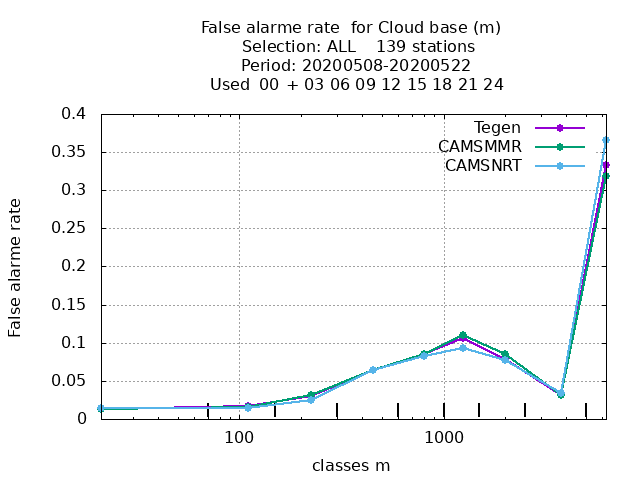 False alarme rate  for Cloud base (m)
Selection: ALL    139 stations
Period: 20200508-20200522
Used  00 + 03 06 09 12 15 18 21 24
Tegen
CAMSMMR
CAMSNRT
0.4
0.35
0.3
0.25
0.2
0.15
0.1
0.05
0
False alarme rate
100
1000
classes m